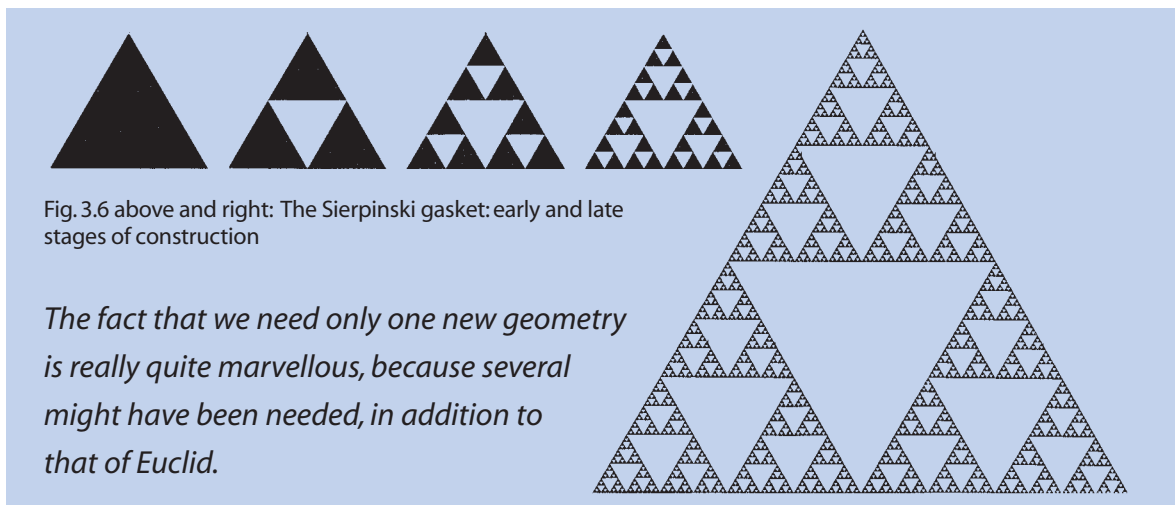 Fig. 3.6 above and right: The Sierpinski gasket: early and late
stages of construction
The fact that we need only one new geometry
is really quite marvellous, because several
might have been needed, in addition to
that of Euclid.